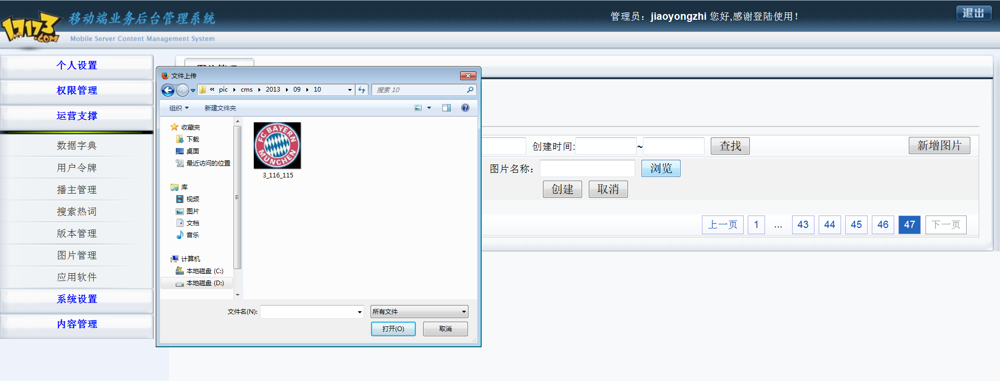 17173
.COM
移动端业务后台管理系统
Mobile Server Content Management System
管理员：jiaoyongzhi 您好,感谢登陆使用！
退出
个人设置
权限管理
运营支撑
数据字典
用户令牌
播主管理
搜索热词
版本管理
图片管理
应用软件
系统设置
内容管理
图片管理
文件上传
« pic cms 2013 09 10
搜索 10
组织
新建文件夹
收藏夹
下载
桌面
最近访问的位置
库
视频
图片
文档
音乐
计算机
本地磁盘 (C:)
本地磁盘 (D:)
FC BAYERN
MÜNCHEN
3_116_115
文件名(N):
所有文件
打开(O)
取消
创建时间:
~
查找
新增图片
图片名称：
浏览
创建
取消
上一页 1 ... 43 44 45 46 47 下一页